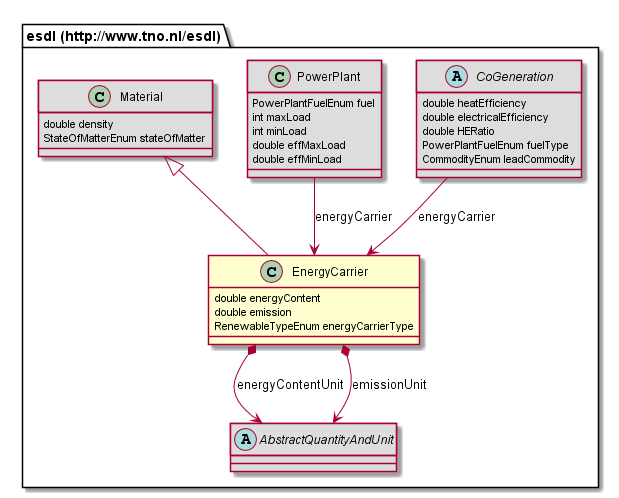 esdl (http://www.tno.nl/esdl)
C Material
double density
StateOfMatterEnum stateOfMatter
C PowerPlant
PowerPlantFuelEnum fuel
int maxLoad
int minLoad
double effMaxLoad
double effMinLoad
A CoGeneration
double heatEfficiency
double electricalEfficiency
double HERatio
PowerPlantFuelEnum fuelType
CommodityEnum leadCommodity
energyCarrier
energyCarrier
C EnergyCarrier
double energyContent
double emission
RenewableTypeEnum energyCarrierType
energyContentUnit
emissionUnit
A AbstractQuantityAndUnit